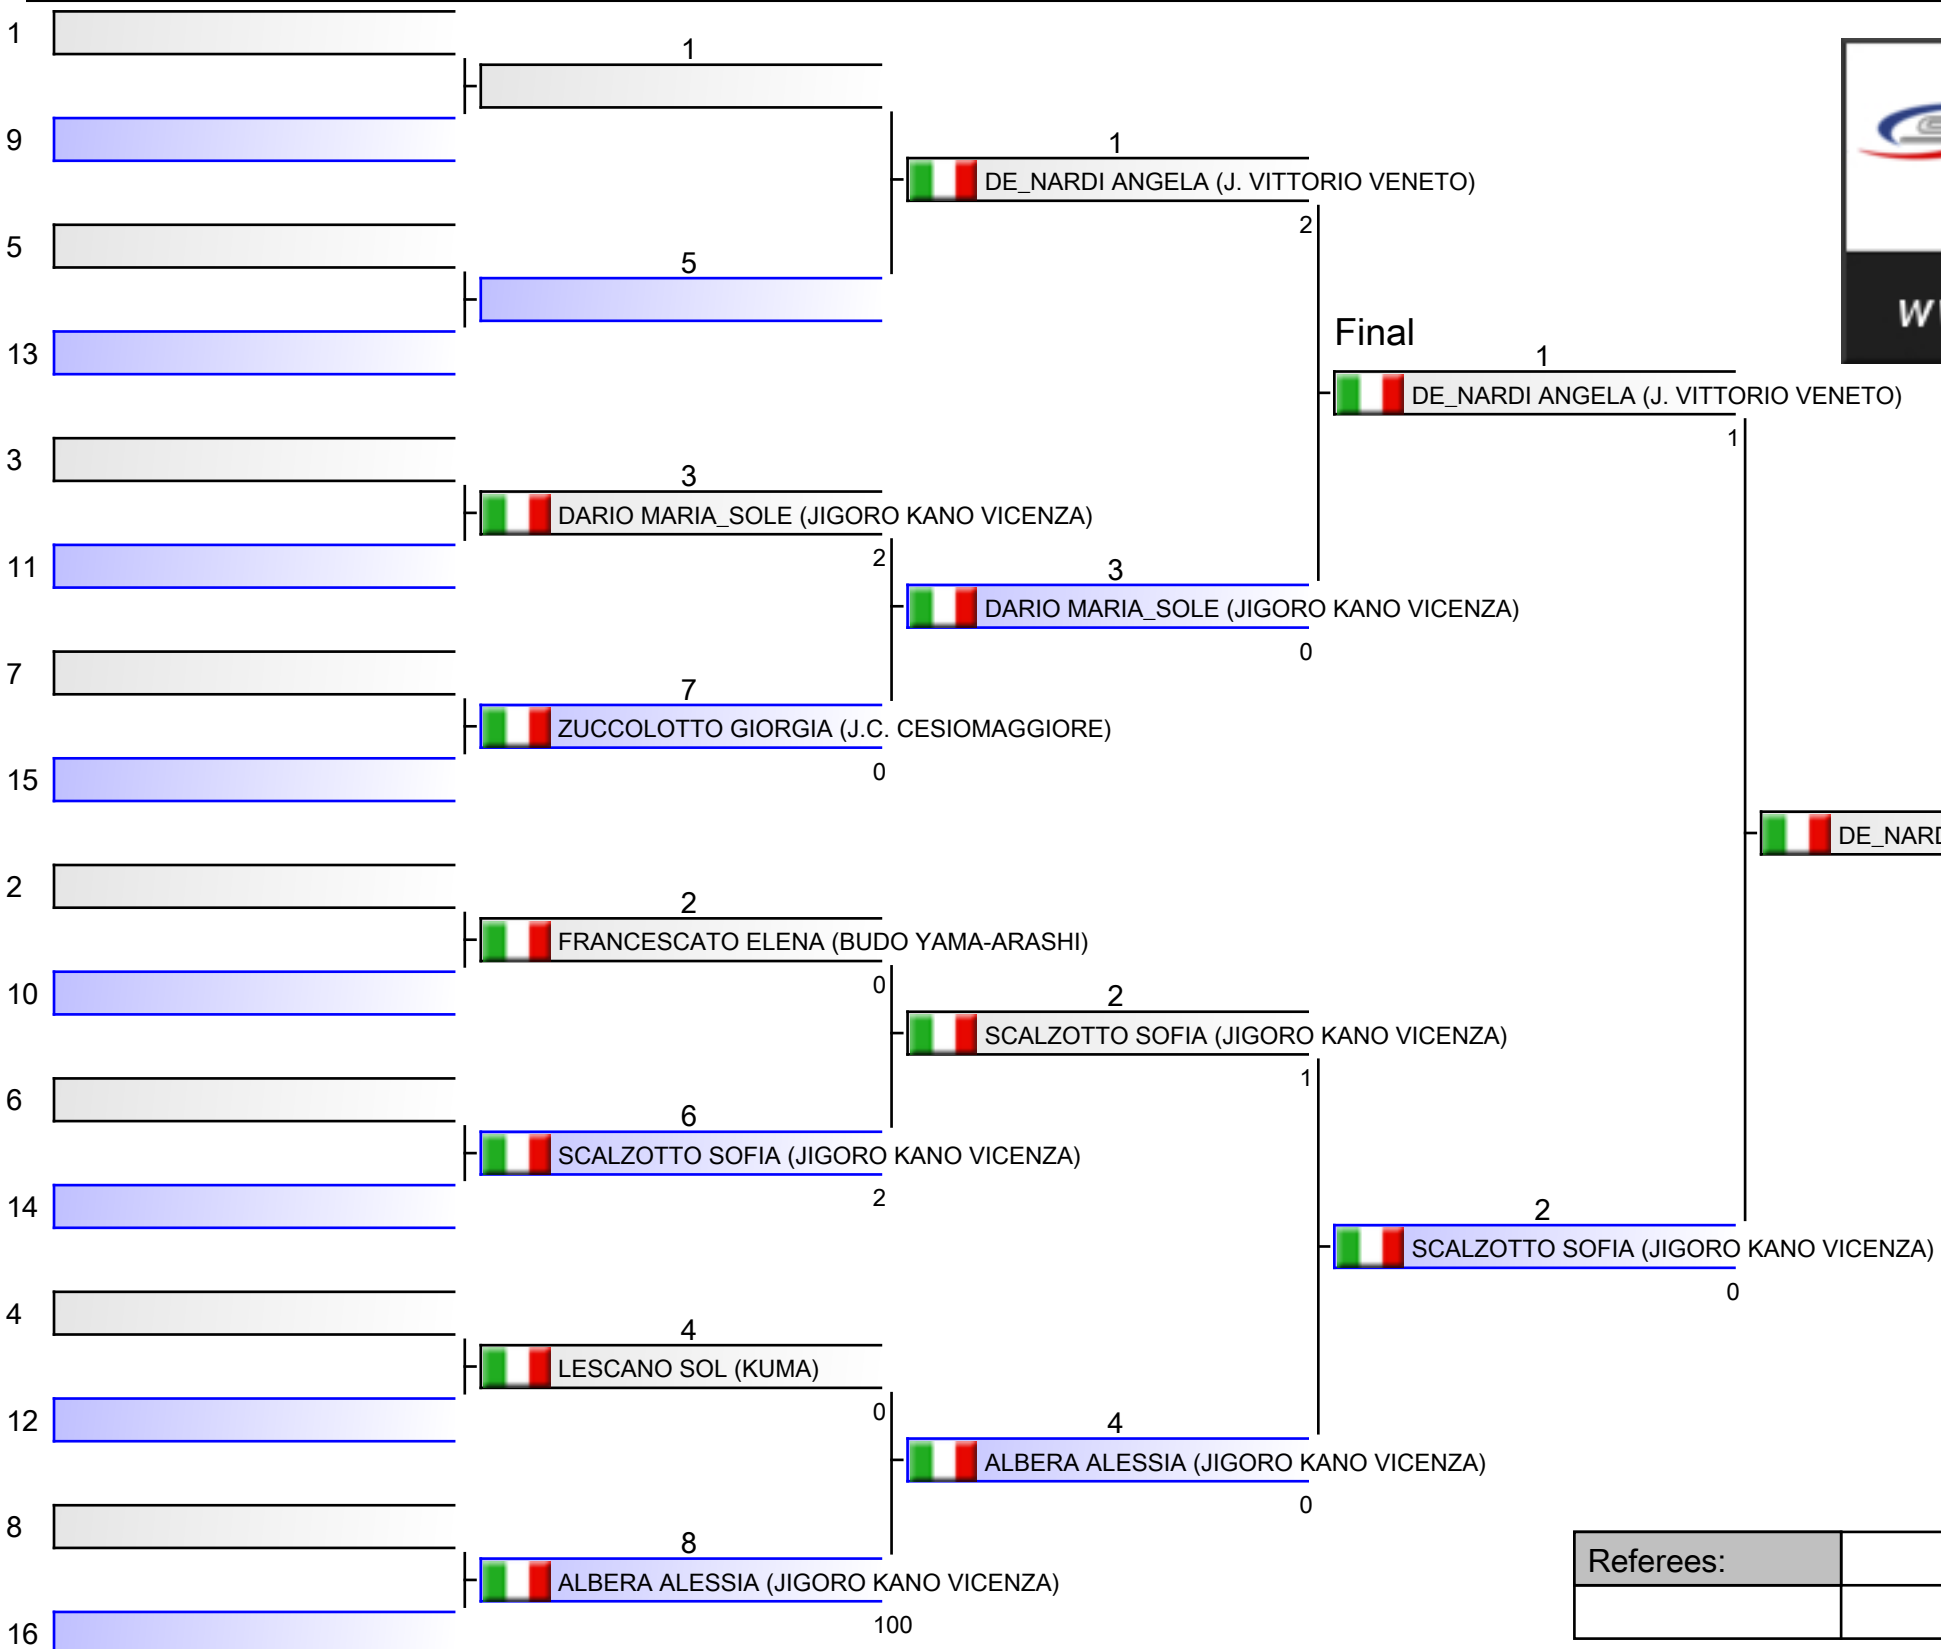 1
1
9
1
DE_NARDI ANGELA (J. VITTORIO VENETO)
2
5
5
13
Final
1
DE_NARDI ANGELA (J. VITTORIO VENETO)
1
3
3
DARIO MARIA_SOLE (JIGORO KANO VICENZA)
2
11
3
DARIO MARIA_SOLE (JIGORO KANO VICENZA)
0
7
7
ZUCCOLOTTO GIORGIA (J.C. CESIOMAGGIORE)
0
15
DE_NARD
2
2
FRANCESCATO ELENA (BUDO YAMA-ARASHI)
0
10
2
SCALZOTTO SOFIA (JIGORO KANO VICENZA)
1
6
6
SCALZOTTO SOFIA (JIGORO KANO VICENZA)
2
14
2
SCALZOTTO SOFIA (JIGORO KANO VICENZA)
0
4
4
LESCANO SOL (KUMA)
0
12
4
ALBERA ALESSIA (JIGORO KANO VICENZA)
0
8
8
ALBERA ALESSIA (JIGORO KANO VICENZA)
100
16
Referees: